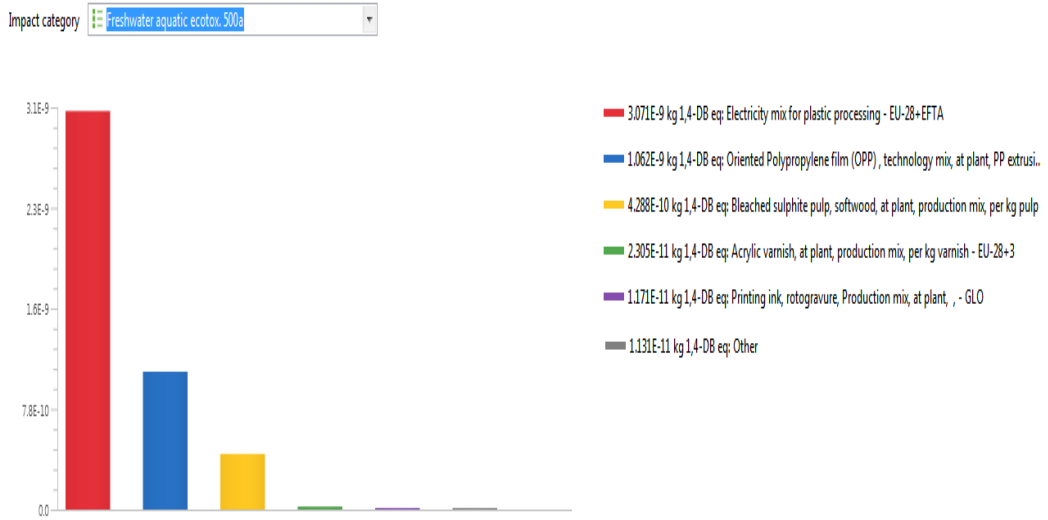 Impact category Freshwater aquatic ecotox. 500a
3.1E-9
2.3E-9
1.6E-9
7.8E-10
0.0
3.071E-9 kg 1,4-DB eq: Electricity mix for plastic processing - EU-28+EFTA
1.062E-9 kg 1,4-DB eq: Oriented Polypropylene film (OPP) , technology mix, at plant, PP extrusi..
4.288E-10 kg 1,4-DB eq: Bleached sulphite pulp, softwood, at plant, production mix, per kg pulp
2.305E-11 kg 1,4-DB eq: Acrylic varnish, at plant, production mix, per kg varnish - EU-28+3
1.171E-11 kg 1,4-DB eq: Printing ink, rotogravure, Production mix, at plant, , - GLO
1.131E-11 kg 1,4-DB eq: Other